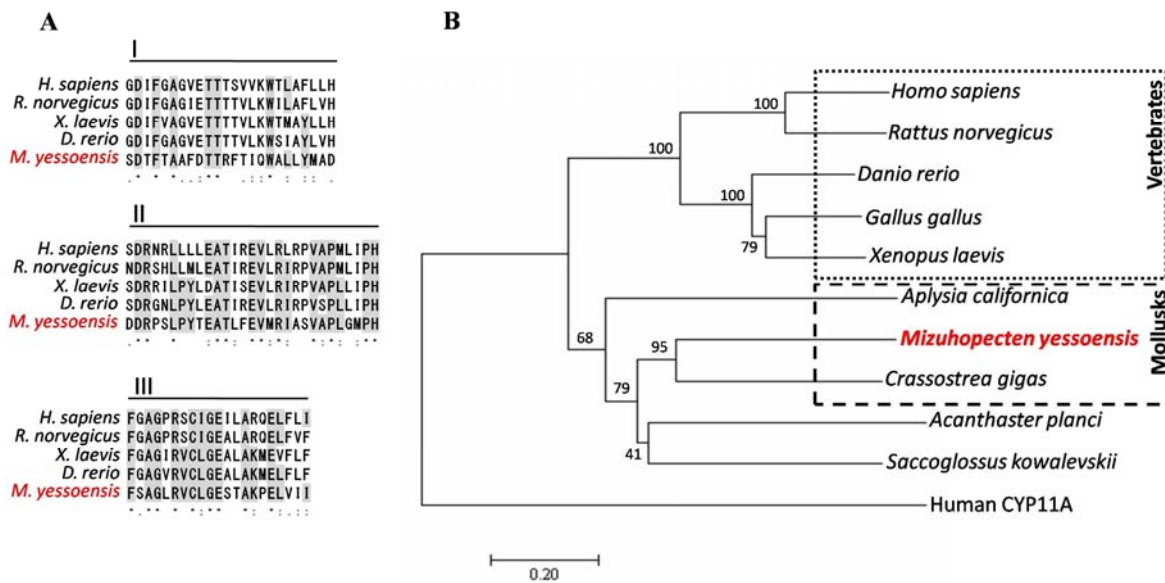 A
I
H. sapiens GDIFGAGVETTTSVVKWTLAFLLH
R. norvegicus GDIFGAGIETTTTVLKWILAFLVH
X. laevis GDIFVAGVETTTTVLKWTMAYLLH
D. rerio GDIFGAGVETTTTVLKWSIAYLVH
M. yessoensis SDTFTAAFDTTRFTIQWALLYMAD
II
H. sapiens SDRNRLLLLEATIREVLRLRPVAPMLIPH
R. norvegicus NDRSHLLMLEATIREVLRIRPVAPMLIPH
X. laevis SDRRILPYLDATISEVLRIRPVAPLLIPH
D. rerio SDRGNLPYLEATIREVLRIRPVSPLLIPH
M. yessoensis DDRPSLPYTEATLFEVMRIASVAPLGMPH
III
H. sapiens FGAGPRSCIGEILARQELFLI
R. norvegicus FGAGPRSCIGEALARQELFVF
X. laevis FGAGIRVCLGEALAKMEVFLF
D. rerio FGAGVRVCLGEALAKMELFLF
M. yessoensis FSAGLRVCLGESTAKPELVII
B
100 Homo sapiens
Rattus norvegicus
100
100 Danio rerio
Gallus gallus
79
Xenopus laevis
Vertebrates
Aplysia californica
68
95 Mizuhopecten yessoensis
Crassostrea gigas
Mollusks
79
Acanthaster planci
41
Saccoglossus kowalevskii
Human CYP11A
0.20